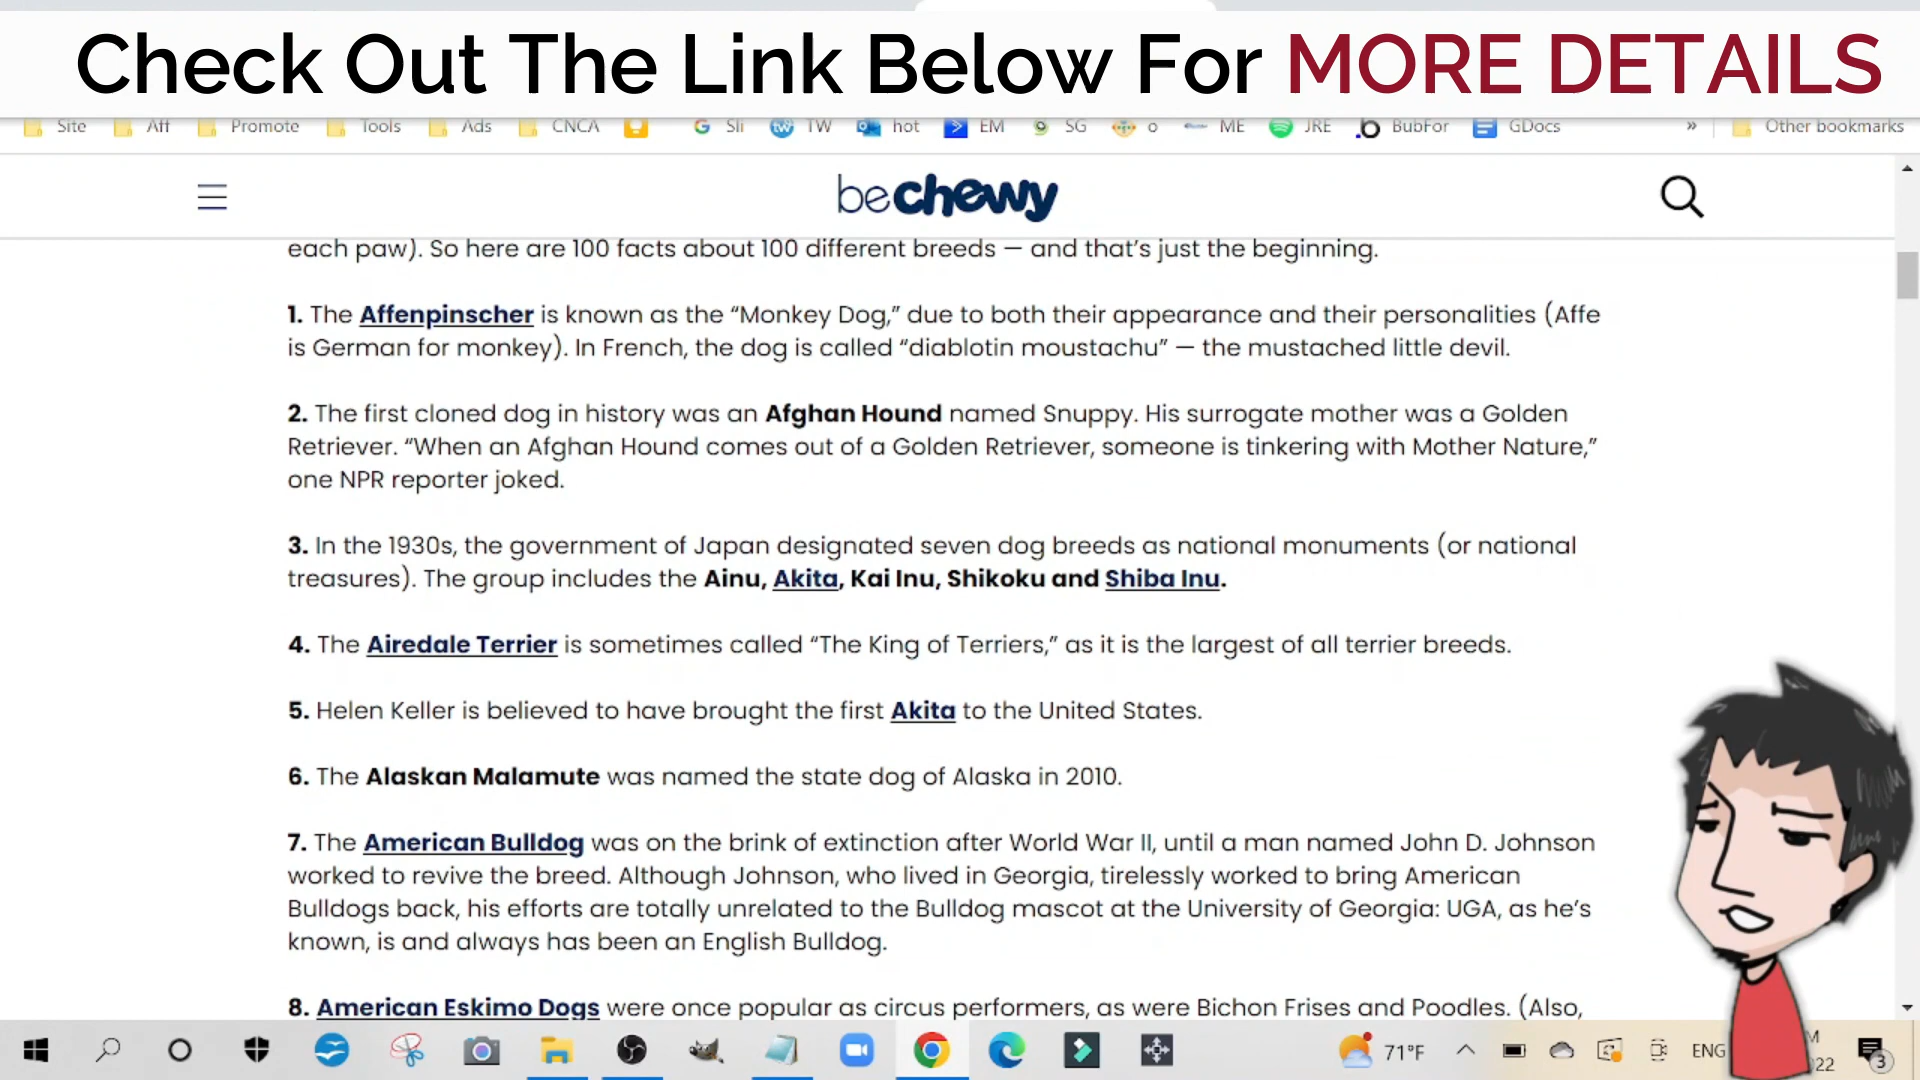 Check Out The Link Below For MORE DETAILS
Site Aff Promote Tools Ads CNCA Sli TW hot EM SG o ME JRE BubFor GDocs » Other bookmarks
bechewy
each paw). So here are 100 facts about 100 different breeds — and that's just the beginning.
1. The Affenpinscher is known as the “Monkey Dog,” due to both their appearance and their personalities (Affe
is German for monkey). In French, the dog is called “diablotin moustachu” — the mustached little devil.
2. The first cloned dog in history was an Afghan Hound named Snuppy. His surrogate mother was a Golden
Retriever. “When an Afghan Hound comes out of a Golden Retriever, someone is tinkering with Mother Nature,”
one NPR reporter joked.
3. In the 1930s, the government of Japan designated seven dog breeds as national monuments (or national
treasures). The group includes the Ainu, Akita, Kai Inu, Shikoku and Shiba Inu.
4. The Airedale Terrier is sometimes called “The King of Terriers,” as it is the largest of all terrier breeds.
5. Helen Keller is believed to have brought the first Akita to the United States.
6. The Alaskan Malamute was named the state dog of Alaska in 2010.
7. The American Bulldog was on the brink of extinction after World War II, until a man named John D. Johnson
worked to revive the breed. Although Johnson, who lived in Georgia, tirelessly worked to bring American
Bulldogs back, his efforts are totally unrelated to the Bulldog mascot at the University of Georgia: UGA, as he's
known, is and always has been an English Bulldog.
8. American Eskimo Dogs were once popular as circus performers, as were Bichon Frises and Poodles. (Also,
71°F ENG M
22 3